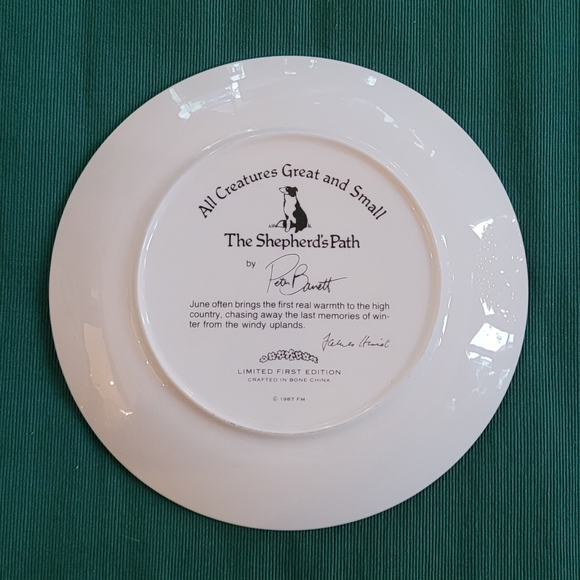 All Creatures Great and Small
The Shepherd's Path
by
Peter Barrett
June often brings the first real warmth to the high
country, chasing away the last memories of win-
ter from the windy uplands.
James Herriot
LIMITED FIRST EDITION
CRAFTED IN BONE CHINA
© 1987 FM